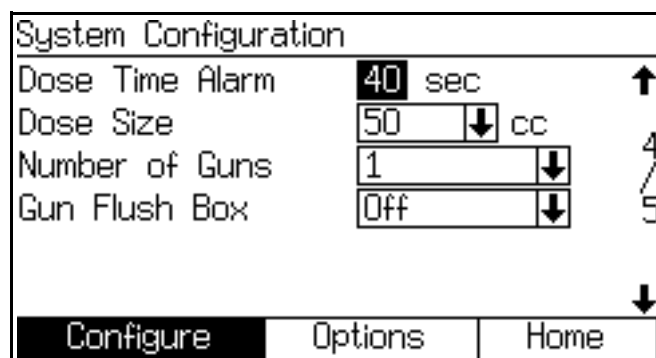 System Configuration
Dose Time Alarm 40 sec
Dose Size 50 cc
Number of Guns 1
Gun Flush Box Off
4/5
Configure Options Home